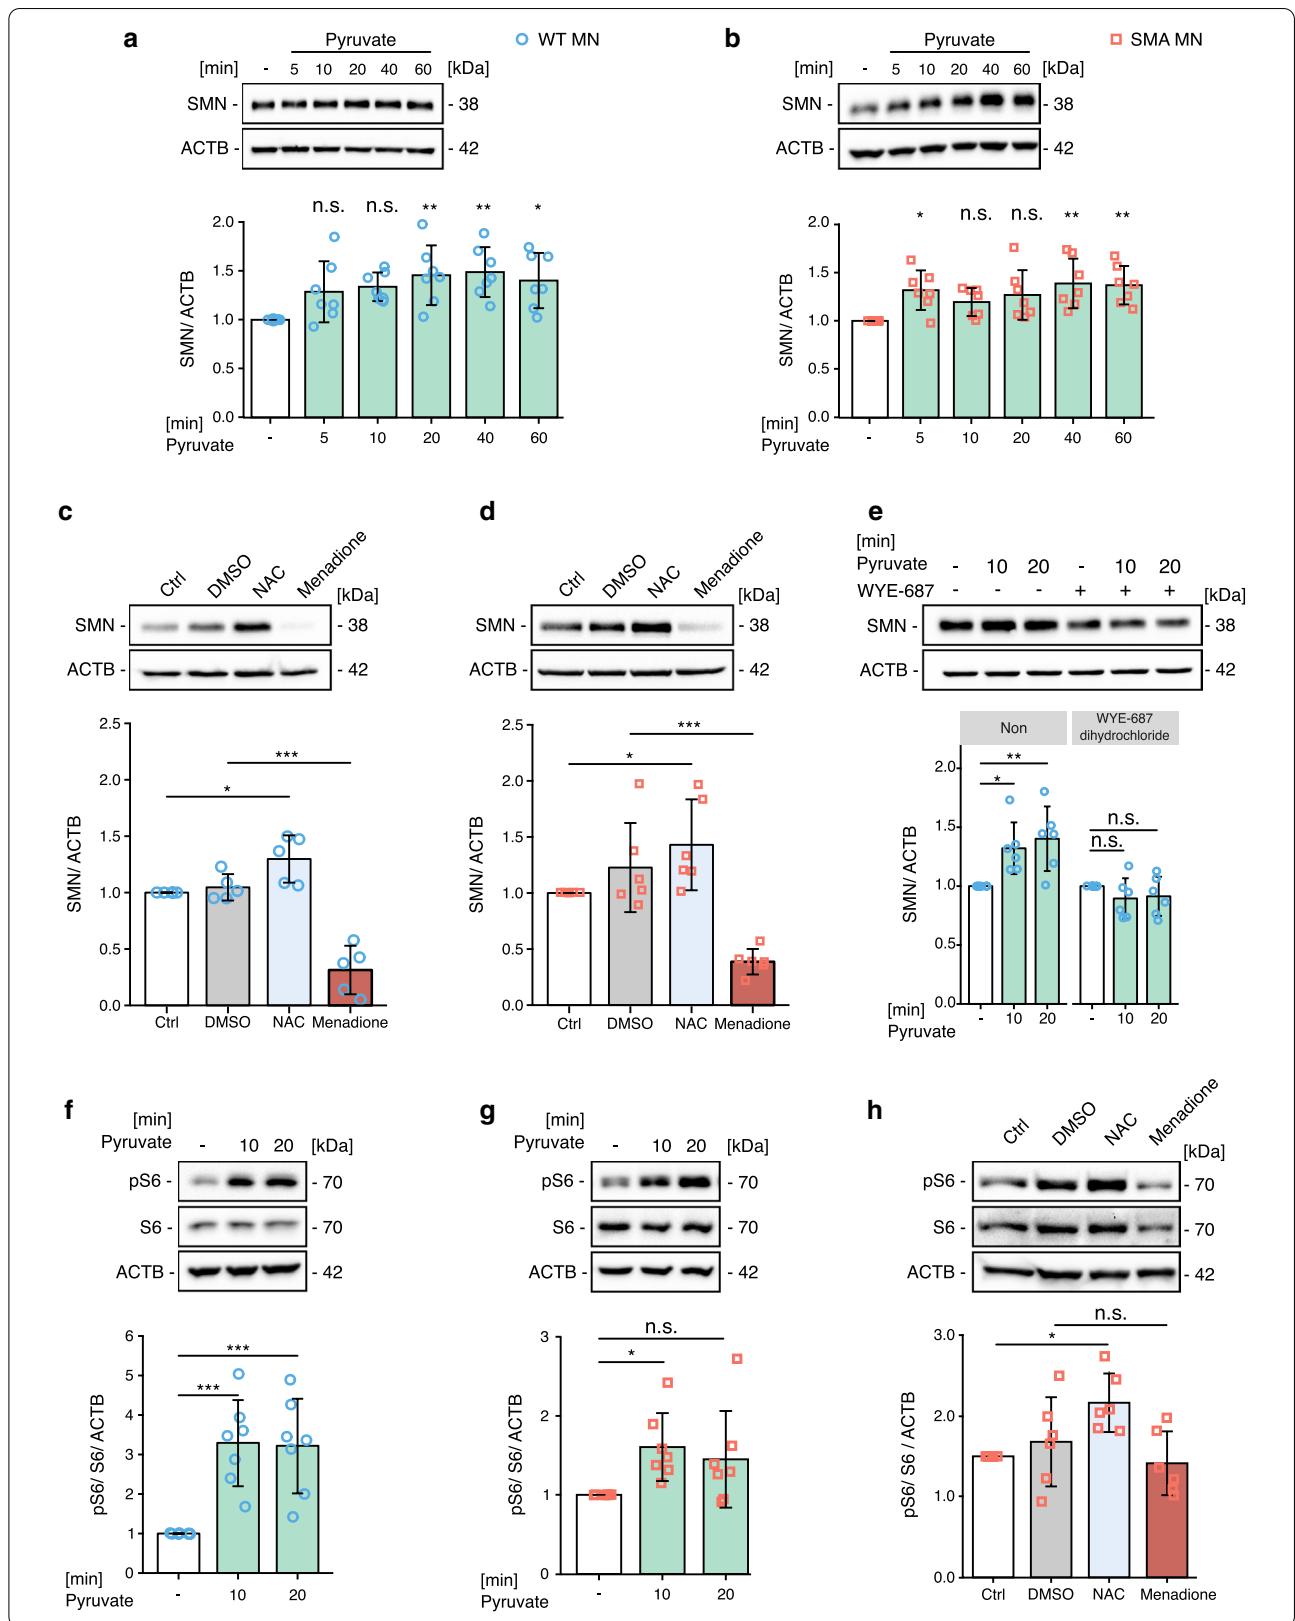 a
Pyruvate
WT MN
[min] - 5 10 20 40 60 [kDa]
SMN - - 38
ACTB - - 42
n.s. n.s. ** ** *
2.0
1.5
1.0
0.5
0.0
SMN/ ACTB
[min]
Pyruvate - 5 10 20 40 60
b
Pyruvate
SMA MN
[min] - 5 10 20 40 60 [kDa]
SMN - - 38
ACTB - - 42
* n.s. n.s. ** **
2.0
1.5
1.0
0.5
0.0
SMN/ ACTB
[min]
Pyruvate - 5 10 20 40 60
c
Ctrl DMSO NAC Menadione
[kDa]
SMN - - 38
ACTB - - 42
2.5
2.0
1.5
1.0
0.5
0.0
SMN/ ACTB
***
*
Ctrl DMSO NAC Menadione
d
Ctrl DMSO NAC Menadione
[kDa]
SMN - - 38
ACTB - - 42
2.5
2.0
1.5
1.0
0.5
0.0
SMN/ ACTB
***
*
Ctrl DMSO NAC Menadione
e
[min]
Pyruvate - 10 20 - 10 20
WYE-687 - - - + + + [kDa]
SMN - - 38
ACTB - - 42
Non
WYE-687
dihydrochloride
2.0
1.5
1.0
0.5
0.0
SMN/ ACTB
**
*
n.s.
n.s.
[min]
Pyruvate - 10 20 - 10 20
f
[min]
Pyruvate - 10 20 [kDa]
pS6 - - 70
S6 - - 70
ACTB - - 42
6
5
4
3
2
1
0
pS6/ S6/ ACTB
***
***
[min]
Pyruvate - 10 20
g
[min]
Pyruvate - 10 20 [kDa]
pS6 - - 70
S6 - - 70
ACTB - - 42
3
2
1
0
pS6/ S6/ ACTB
n.s.
*
[min]
Pyruvate - 10 20
h
Ctrl DMSO NAC Menadione
[kDa]
pS6 - - 70
S6 - - 70
ACTB - - 42
3.0
2.0
1.0
0.0
pS6/ S6 / ACTB
n.s.
*
Ctrl DMSO NAC Menadione